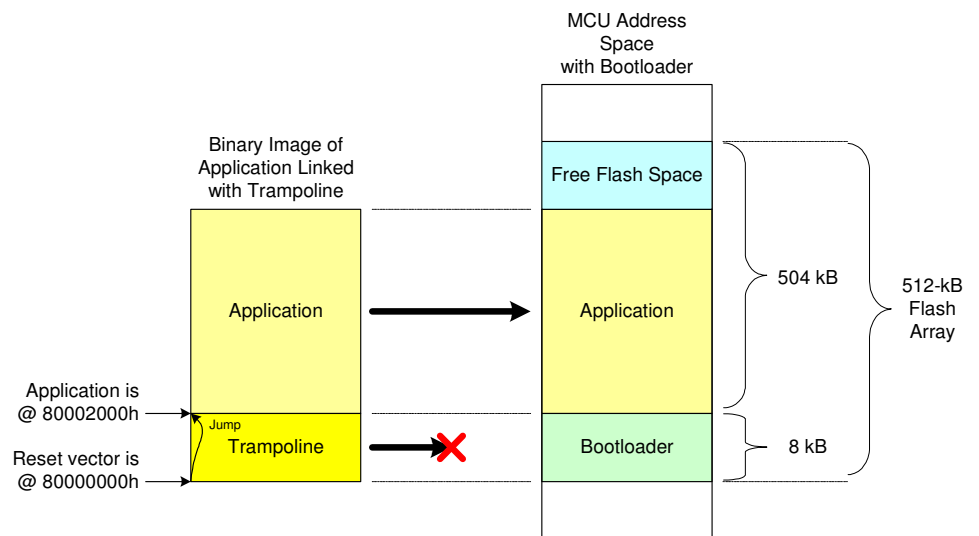 MCU Address
Space
with Bootloader
Binary Image of
Application Linked
with Trampoline
Free Flash Space
504 kB
512-kB
Flash
Array
Application
Application
Application is
@ 80002000h
Jump
Trampoline
Bootloader
8 kB
Reset vector is
@ 80000000h